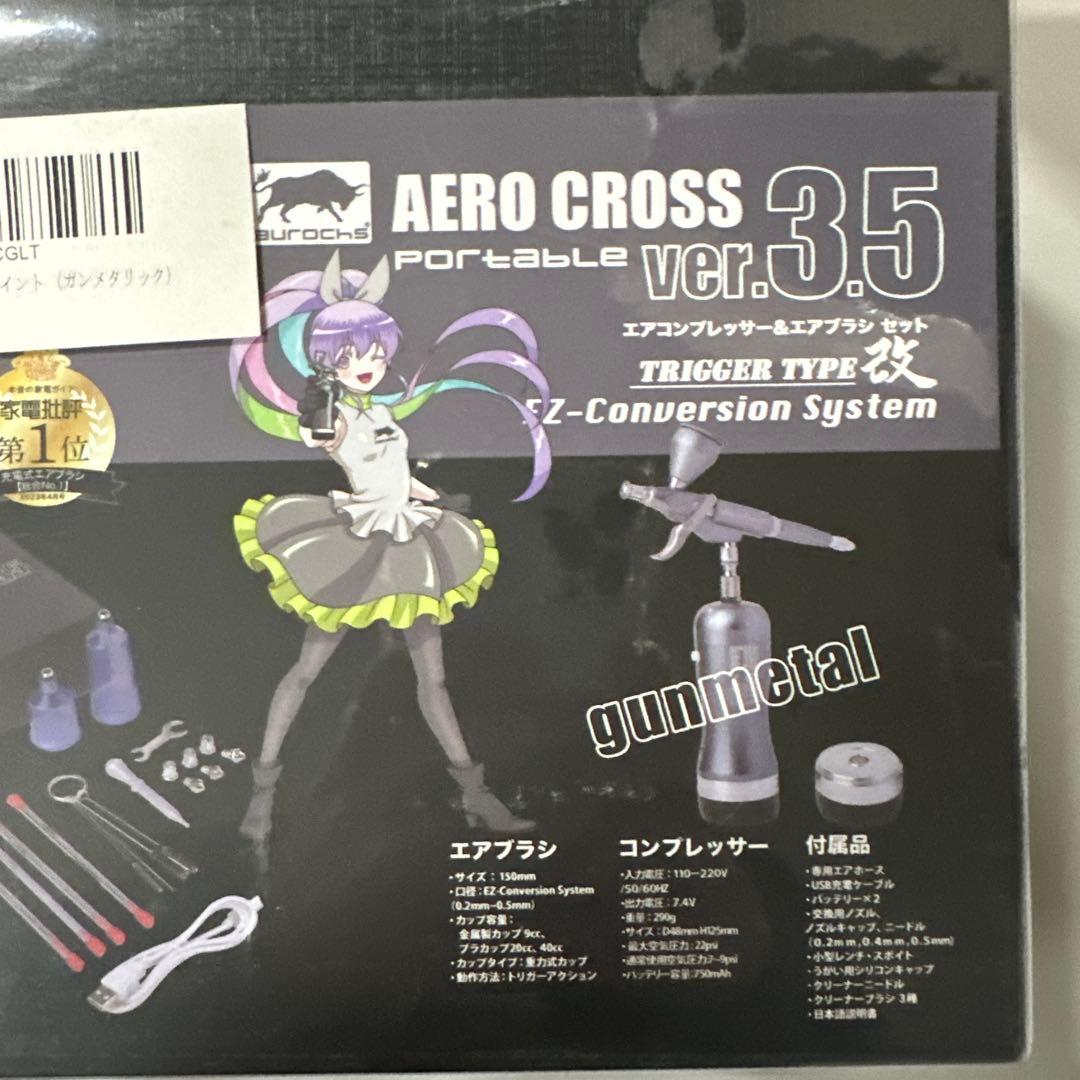 CGLT
イント (ガンメタリック)
aurochs
AERO CROSS
portable
ver.3.5
エアコンプレッサー&エアブラシ セット
TRIGGER TYPE 改
EZ-Conversion System
家電批評
第1位
充電式エアブラシ
【総合No.1】
2023年4月号
gunmetal
エアブラシ
・サイズ：150mm
・口径：EZ-Conversion System
(0.2mm-0.5mm)
・カップ容量：
金属製カップ 9cc、
プラカップ20cc、40cc
・カップタイプ：重力式カップ
・動作方法：トリガーアクション
コンプレッサー
・入力電圧：110-220V
/50/60HZ
・出力電圧：7.4V
・重量：290g
・サイズ：D48mm H125mm
・最大空気圧力：22psi
・通常使用空気圧力:7-9psi
・バッテリー容量:750mAh
付属品
・専用エアホース
・USB充電ケーブル
・バッテリー×2
・交換用ノズル、
ノズルキャップ、ニードル
(0.2mm,0.4mm,0.5mm)
・小型レンチ・スポイト
・うがい用シリコンキャップ
・クリーナーニードル
・クリーナーブラシ 3種
・日本語説明書